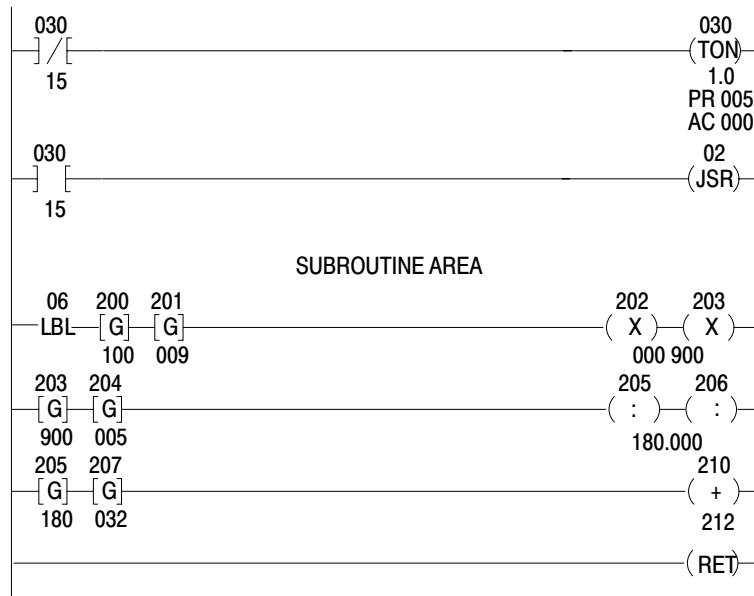 030 030
]/[ (TON)
15 1.0
PR 005
AC 000
030 02
] [ (JSR)
15
SUBROUTINE AREA
06 200 201 202 203
LBL [G] [G] ( X ) ( X )
100 009 000 900
203 204 205 206
[G] [G] ( : ) ( : )
900 005 180.000
205 207 210
[G] [G] ( + )
180 032 212
(RET)